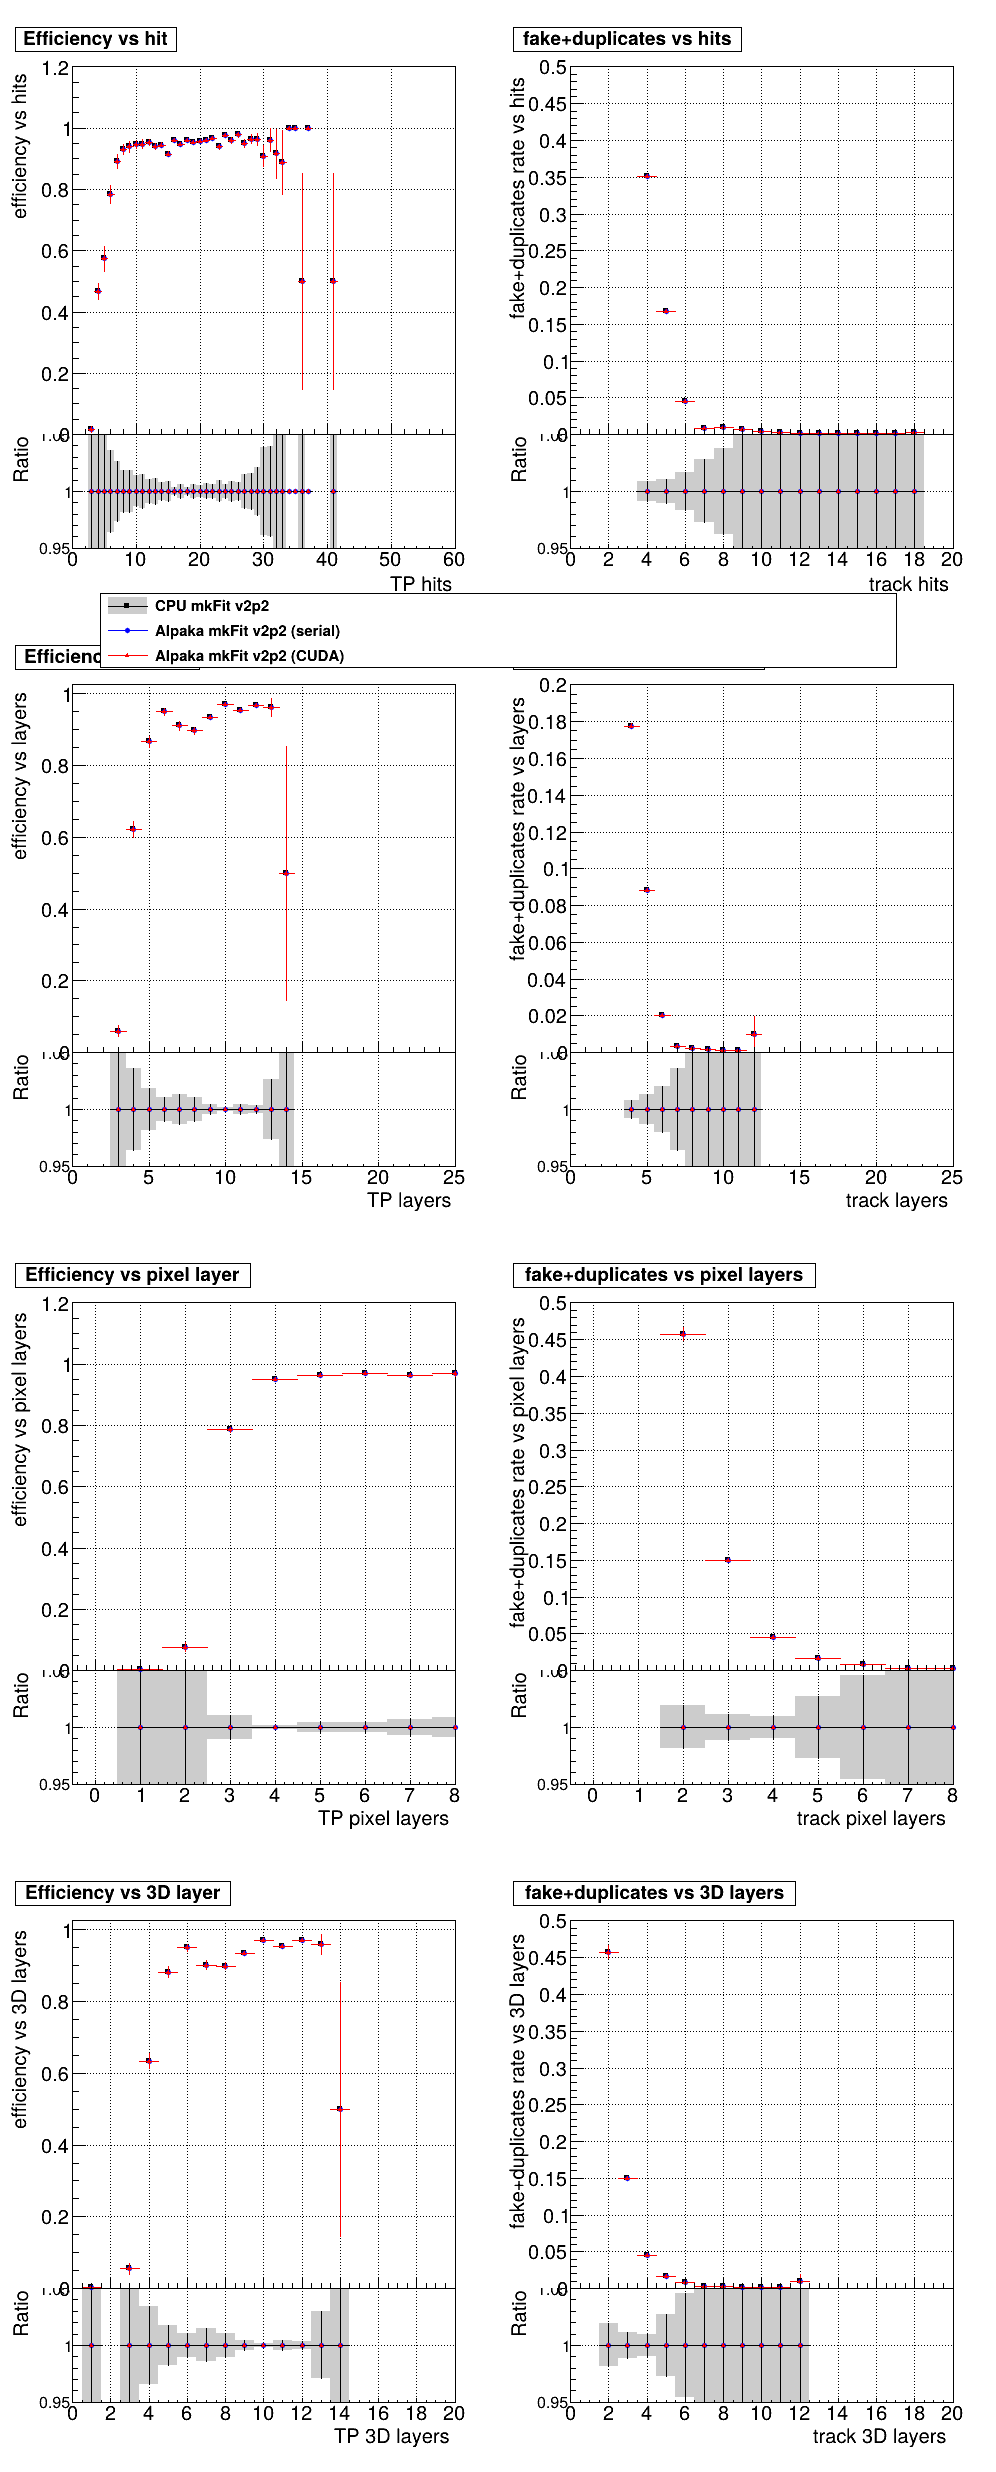 Efficiency vs hit
fake+duplicates vs hits
efficiency vs hits
1.2
1
0.8
0.6
0.4
0.2
0
Ratio
1
0.95
0 10 20 30 40 50 60
TP hits
fake+duplicates rate vs hits
0.5
0.45
0.4
0.35
0.3
0.25
0.2
0.15
0.1
0.05
0
Ratio
1
0.95
0 2 4 6 8 10 12 14 16 18 20
track hits
CPU mkFit v2p2
Alpaka mkFit v2p2 (serial)
Alpaka mkFit v2p2 (CUDA)
efficiency vs layers
1
0.8
0.6
0.4
0.2
0
Ratio
1
0.95
0 5 10 15 20 25
TP layers
fake+duplicates rate vs layers
0.2
0.18
0.16
0.14
0.12
0.1
0.08
0.06
0.04
0.02
0
Ratio
1
0.95
0 5 10 15 20 25
track layers
Efficiency vs pixel layer
fake+duplicates vs pixel layers
efficiency vs pixel layers
1.2
1
0.8
0.6
0.4
0.2
0
Ratio
1
0.95
0 1 2 3 4 5 6 7 8
TP pixel layers
fake+duplicates rate vs pixel layers
0.5
0.45
0.4
0.35
0.3
0.25
0.2
0.15
0.1
0.05
0
Ratio
1
0.95
0 1 2 3 4 5 6 7 8
track pixel layers
Efficiency vs 3D layer
fake+duplicates vs 3D layers
efficiency vs 3D layers
1
0.8
0.6
0.4
0.2
0
Ratio
1
0.95
0 2 4 6 8 10 12 14 16 18 20
TP 3D layers
fake+duplicates rate vs 3D layers
0.5
0.45
0.4
0.35
0.3
0.25
0.2
0.15
0.1
0.05
0
Ratio
1
0.95
0 2 4 6 8 10 12 14 16 18 20
track 3D layers